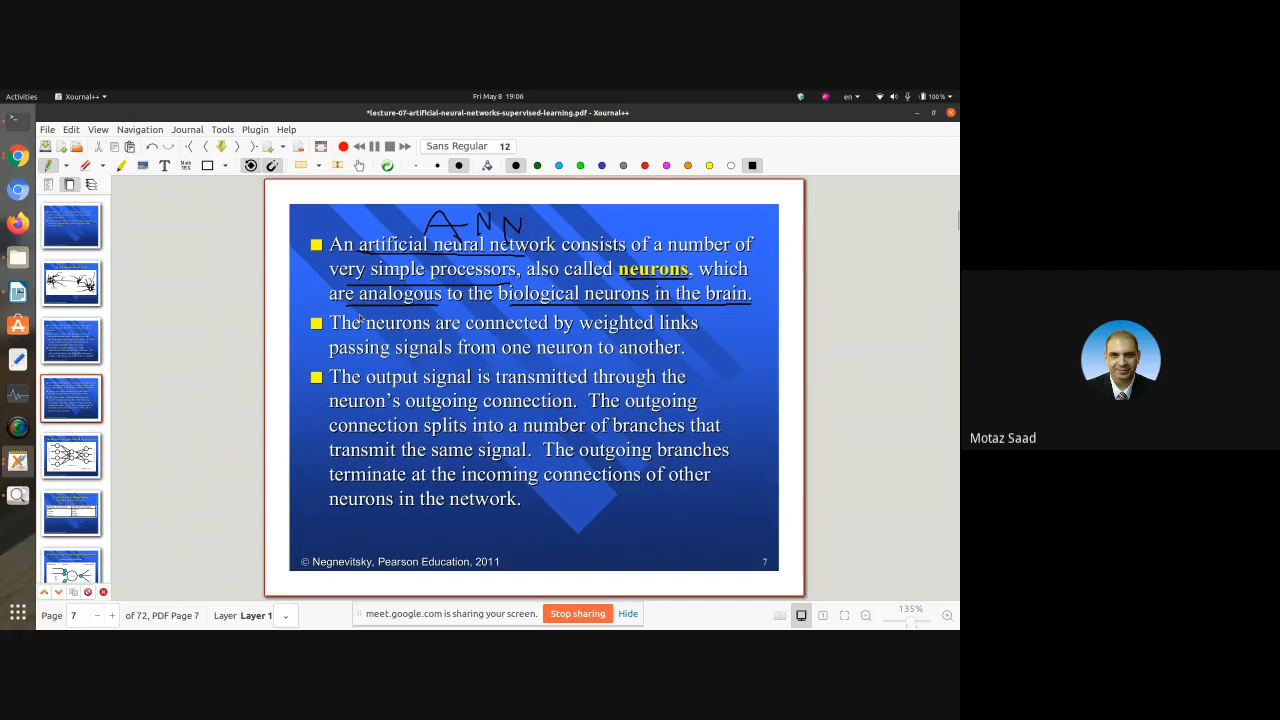 Activities
Xournal++
Fri May 8 19:06
en
100 %
*lecture-07-artificial-neural-networks-supervised-learning.pdf - Xournal++
File Edit View Navigation Journal Tools Plugin Help
Sans Regular 12
A N N
An artificial neural network consists of a number of
very simple processors, also called neurons, which
are analogous to the biological neurons in the brain.
The neurons are connected by weighted links
passing signals from one neuron to another.
The output signal is transmitted through the
neuron's outgoing connection. The outgoing
connection splits into a number of branches that
transmit the same signal. The outgoing branches
terminate at the incoming connections of other
neurons in the network.
© Negnevitsky, Pearson Education, 2011
7
Motaz Saad
Page 7 of 72, PDF Page 7 Layer Layer 1
meet.google.com is sharing your screen. Stop sharing Hide
135%